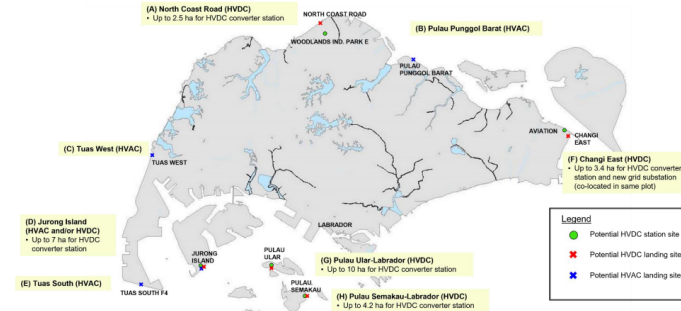 (A) North Coast Road (HVDC)
• Up to 2.5 ha for HVDC converter station
NORTH COAST ROAD
WOODLANDS IND. PARK E
(B) Pulau Punggol Barat (HVAC)
PULAU
PUNGGOL BARAT
(C) Tuas West (HVAC)
TUAS WEST
AVIATION
CHANGI
EAST
(F) Changi East (HVDC)
• Up to 3.4 ha for HVDC converter
station and new grid substation
(co-located in same plot)
(D) Jurong Island
(HVAC and/or HVDC)
• Up to 7 ha for HVDC
converter station
LABRADOR
JURONG
ISLAND
PULAU
ULAR
(G) Pulau Ular-Labrador (HVDC)
• Up to 10 ha for HVDC converter station
(E) Tuas South (HVAC)
TUAS SOUTH F4
PULAU
SEMAKAU
(H) Pulau Semakau-Labrador (HVDC)
• Up to 4.2 ha for HVDC converter station
Legend
Potential HVDC station site
Potential HVDC landing site
Potential HVAC landing site